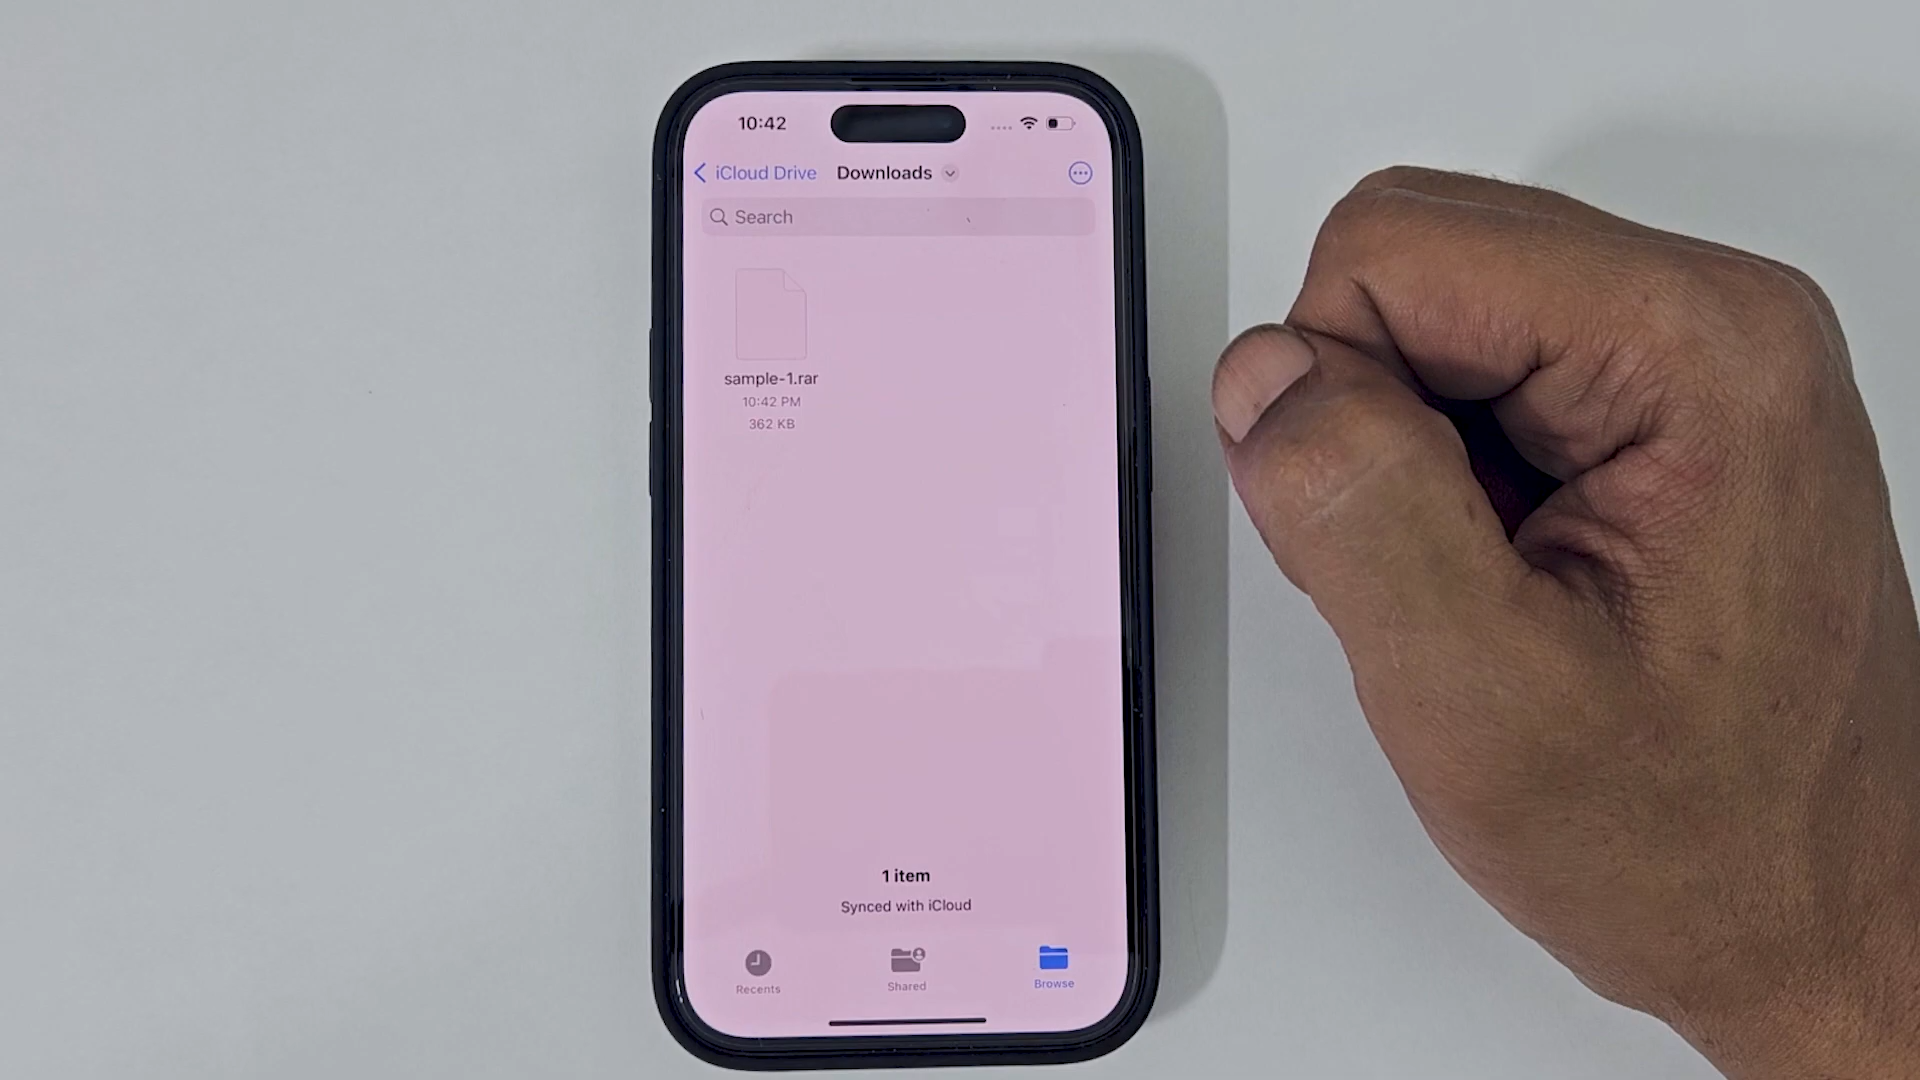 10:42
iCloud Drive Downloads
Search
sample-1.rar
10:42 PM
362 KB
1 item
Synced with iCloud
Recents Shared Browse